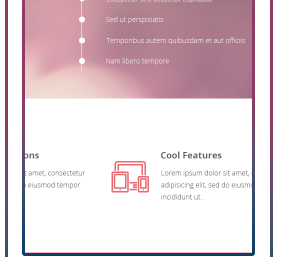 Sed ut perspiciatis
Temporibus autem quibusdam et aut officiis
Nam libero tempore
ons
t amet, consectetur
eiusmod tempor
Cool Features
Lorem ipsum dolor sit amet,
adipisicing elit, sed do eiusm
incididunt ut..